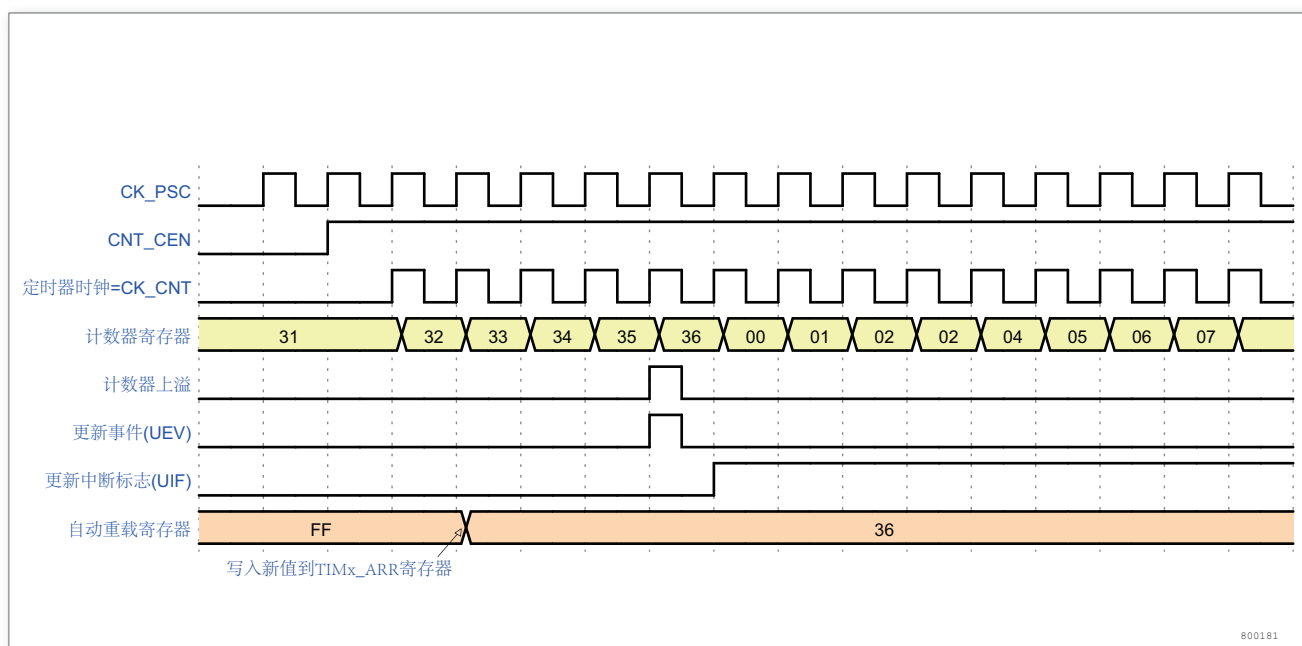 CK_PSC
CNT_CEN
定时器时钟=CK_CNT
计数器寄存器 31 32 33 34 35 36 00 01 02 02 04 05 06 07
计数器上溢
更新事件(UEV)
更新中断标志(UIF)
自动重载寄存器 FF 36
写入新值到TIMx_ARR寄存器
800181